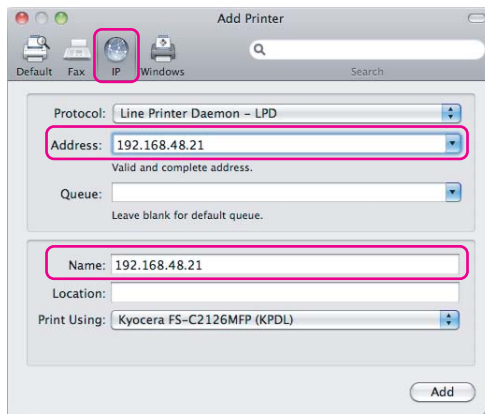 Add Printer
Default Fax IP Windows Search
Protocol: Line Printer Daemon – LPD
Address: 192.168.48.21
Valid and complete address.
Queue:
Leave blank for default queue.
Name: 192.168.48.21
Location:
Print Using: Kyocera FS-C2126MFP (KPDL)
Add